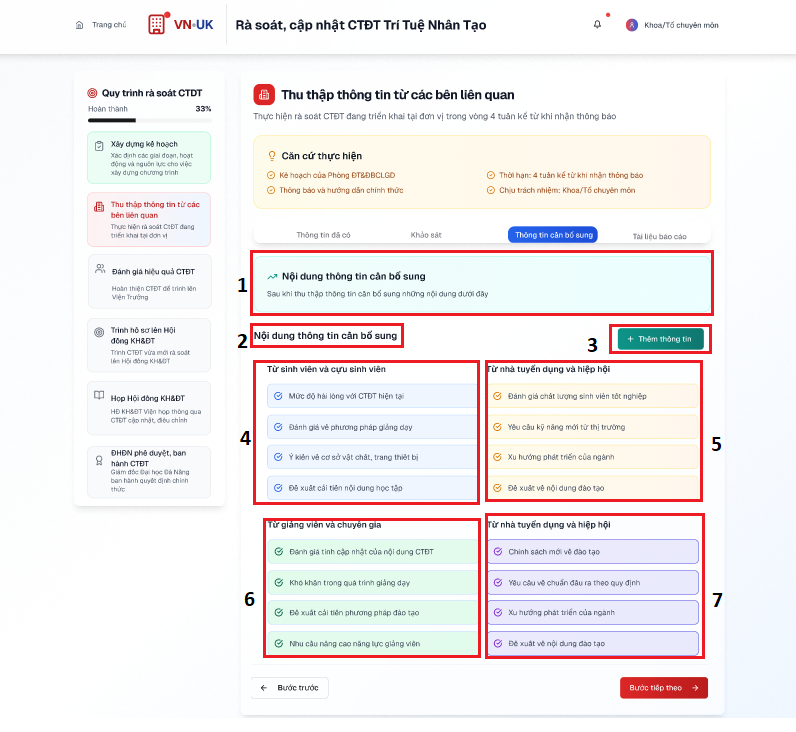 Trang chủ
VN-UK
Rà soát, cập nhật CTĐT Trí Tuệ Nhân Tạo
Khoa/Tổ chuyên môn
Quy trình rà soát CTDT
Hoàn thành 33%
Xây dựng kế hoạch
Xác định các giai đoạn, hoạt
động và nguồn lực cho việc
xây dựng chương trình
Thu thập thông tin từ các
bên liên quan
Thực hiện rà soát CtĐT đang
triển khai tại đơn vị
Đánh giá hiệu quả CTĐT
Hoàn thiện CTĐT để trình lên
Viện Trưởng
Trình hồ sơ lên Hội
đồng KH&ĐT
Trình CTĐT vừa mới rà soát
lên Hội đồng KH&ĐT
Họp Hội đồng KH&ĐT
HĐ KH&ĐT Viện họp thông qua
CTĐT cập nhật, điều chỉnh
ĐHĐN phê duyệt, ban
hành CTĐT
Giám đốc Đại học Đà Nẵng
ban hành quyết định chính
thức
Thu thập thông tin từ các bên liên quan
Thực hiện rà soát CTĐT đang triển khai tại đơn vị trong vòng 4 tuần kể từ khi nhận thông báo
Căn cứ thực hiện
Kế hoạch của Phòng ĐT&ĐBCLGD
Thời hạn: 4 tuần kể từ khi nhận thông báo
Thông báo và hướng dẫn chính thức
Chịu trách nhiệm: Khoa/Tổ chuyên môn
Thông tin đã có
Khảo sát
Thông tin cần bổ sung
Tài liệu báo cáo
1
Nội dung thông tin cần bổ sung
Sau khi thu thập thông tin cần bổ sung những nội dung dưới đây
2
Nội dung thông tin cần bổ sung
3
+ Thêm thông tin
4
Từ sinh viên và cựu sinh viên
Mức độ hài lòng với CTĐT hiện tại
Đánh giá về phương pháp giảng dạy
Ý kiến về cơ sở vật chất, trang thiết bị
Đề xuất cải tiến nội dung học tập
Từ nhà tuyển dụng và hiệp hội
Đánh giá chất lượng sinh viên tốt nghiệp
Yêu cầu kỹ năng mới từ thị trường
Xu hướng phát triển của ngành
Đề xuất về nội dung đào tạo
5
6
Từ giảng viên và chuyên gia
Đánh giá tính cập nhật của nội dung CTĐT
Khó khăn trong quá trình giảng dạy
Đề xuất cải tiến phương pháp đào tạo
Nhu cầu nâng cao năng lực giảng viên
Từ nhà tuyển dụng và hiệp hội
Chính sách mới về đào tạo
Yêu cầu về chuẩn đầu ra theo quy định
Xu hướng phát triển của ngành
Đề xuất về nội dung đào tạo
7
← Bước trước
Bước tiếp theo →